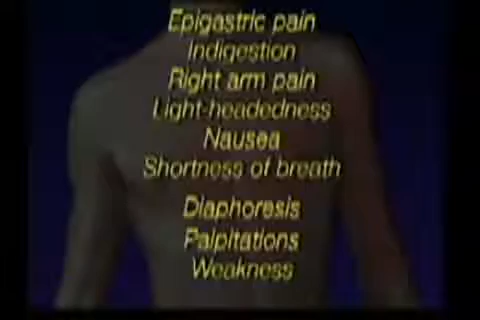 Epigastric pain
Indigestion
Right arm pain
Light-headedness
Nausea
Shortness of breath
Diaphoresis
Palpitations
Weakness